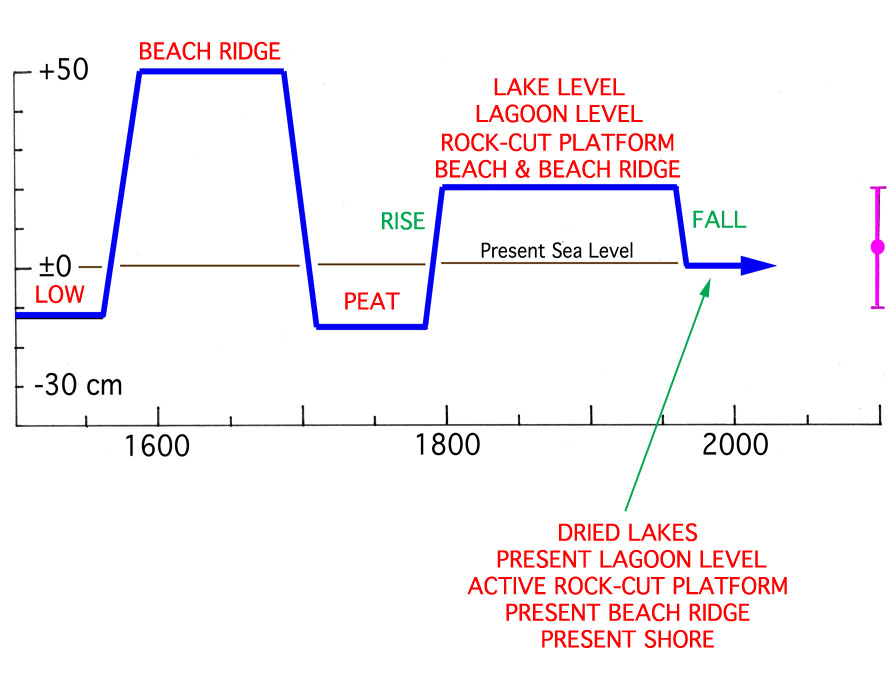 BEACH RIDGE
+50
LAKE LEVEL
LAGOON LEVEL
ROCK-CUT PLATFORM
BEACH & BEACH RIDGE
RISE
FALL
Present Sea Level
±0
LOW
PEAT
-30 cm
1600
1800
2000
DRIED LAKES
PRESENT LAGOON LEVEL
ACTIVE ROCK-CUT PLATFORM
PRESENT BEACH RIDGE
PRESENT SHORE